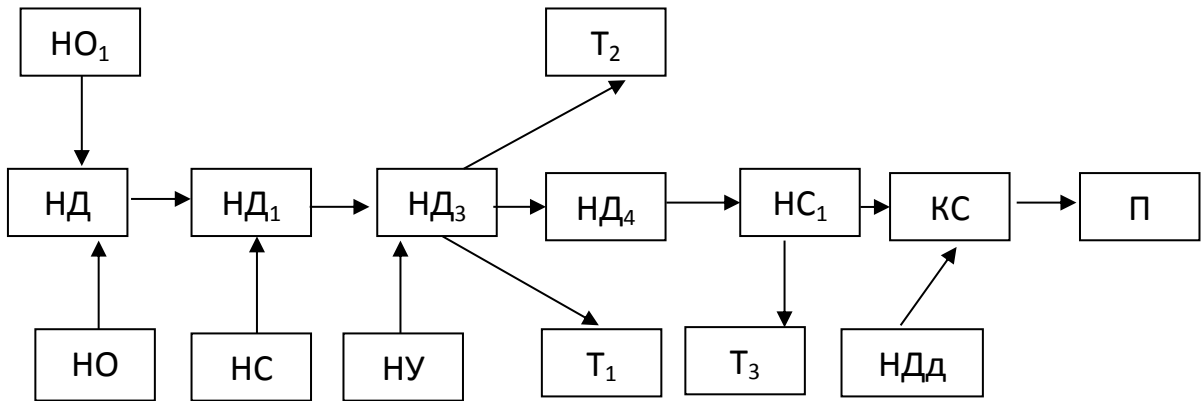 НО₁
Т₂
НД
НД₁
НД₃
НД₄
НС₁
КС
П
НО
НС
НУ
Т₁
Т₃
НДд